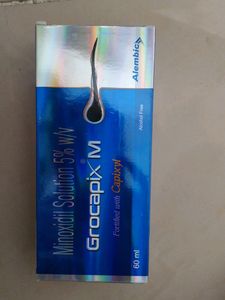 Minoxidil Solution 5% w/v
Grocapix® M
Fortified with Capixyl
Alembic
Alcohol Free
60 ml